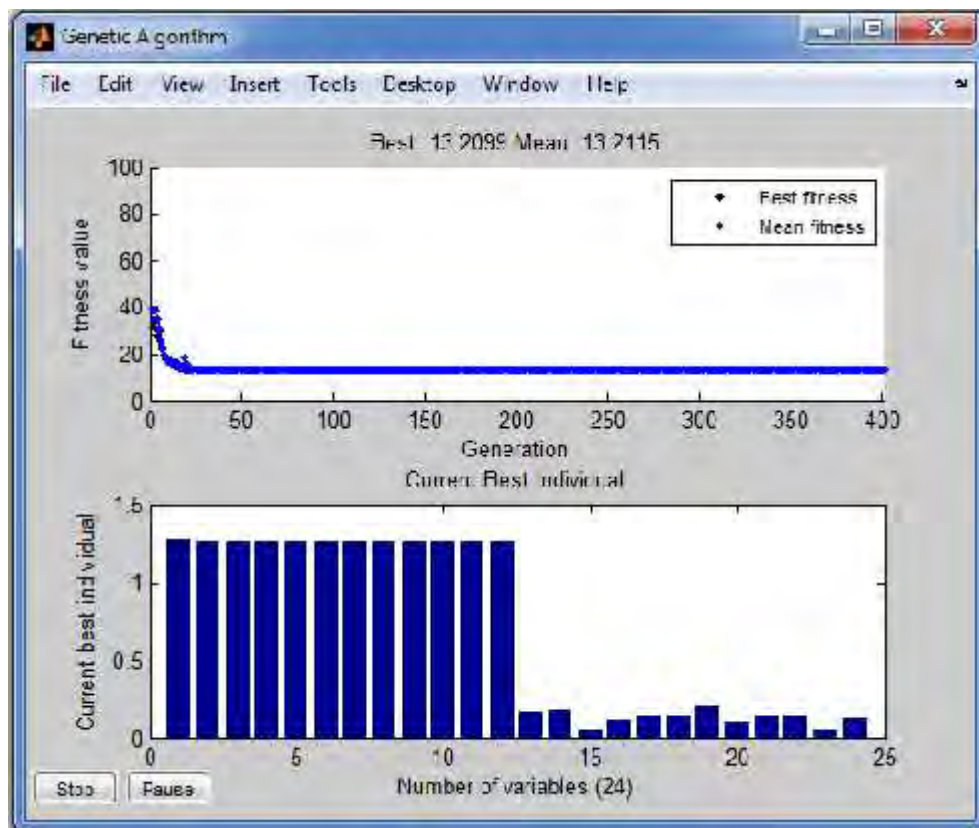 Genetic Algorithm
File Edit View Insert Tools Desktop Window Help
Best: 13.2099 Mean: 13.2115
Fitness value
100
80
60
40
20
0
Best fitness
Mean fitness
0 50 100 150 200 250 300 350 400
Generation
Current Best Individual
Current best individual
1.5
1
0.5
0
0 5 10 15 20 25
Number of variables (24)
Stop Pause